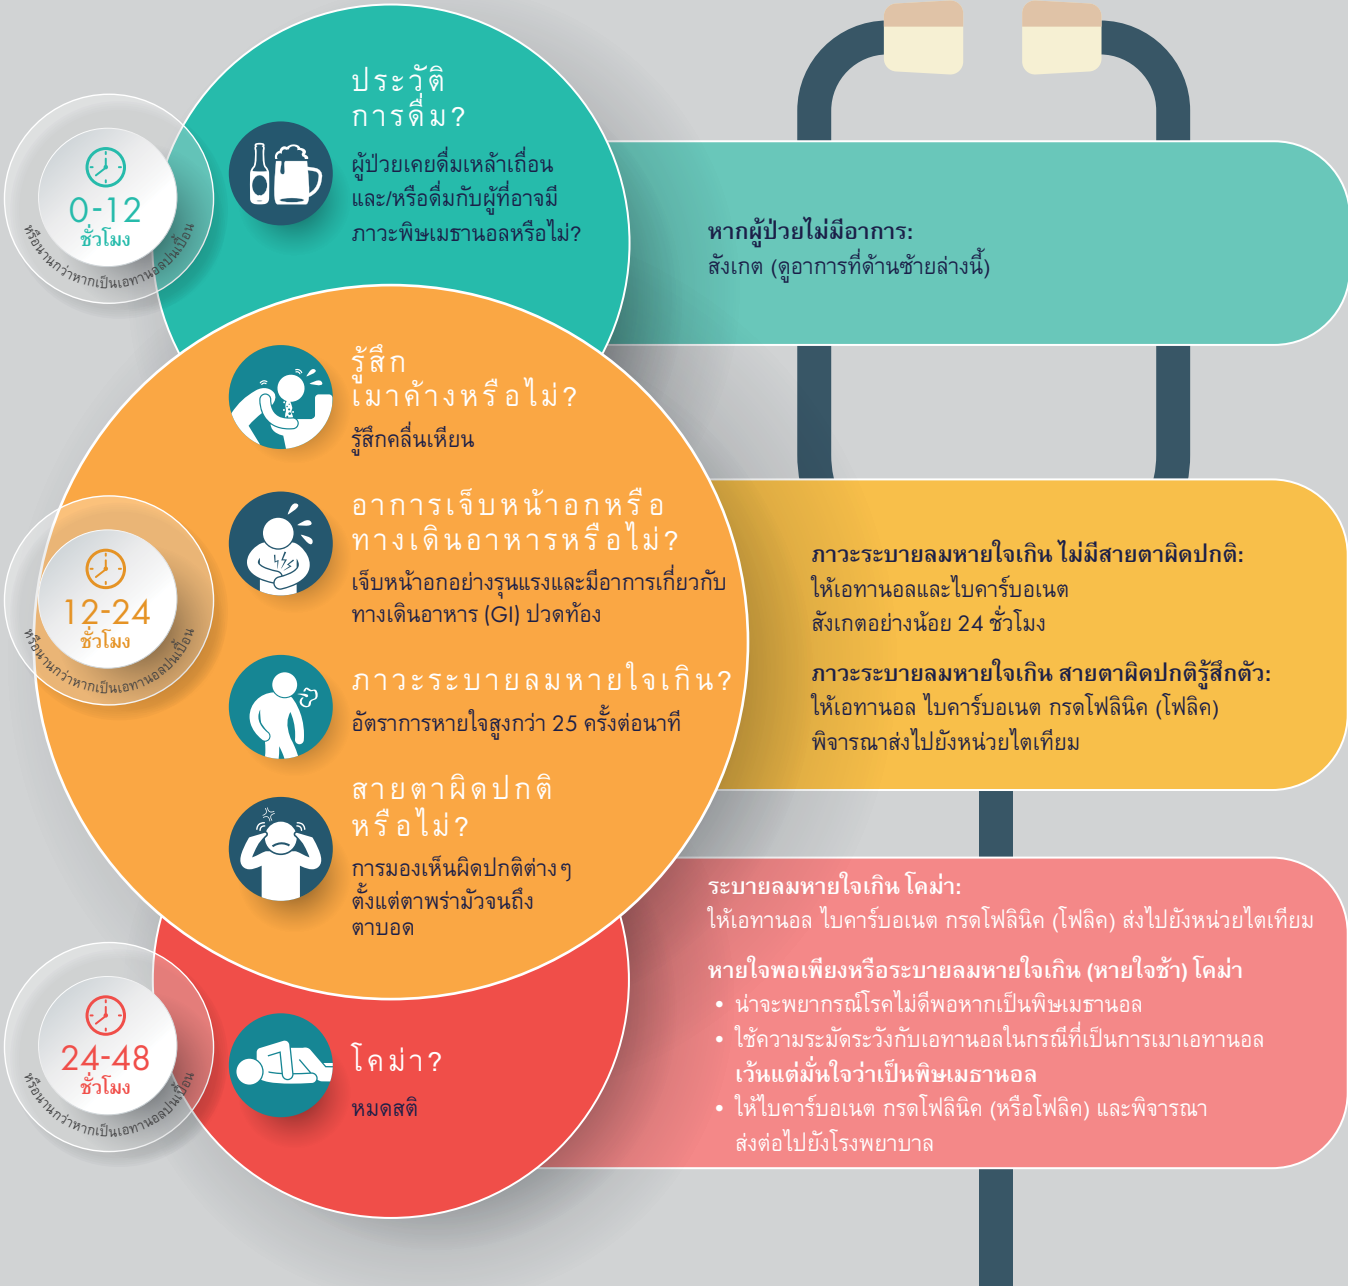 ประวัติ
การดื่ม?
ผู้ป่วยเคยดื่มเหล้าเถื่อน
และ/หรือดื่มกับผู้ที่อาจมี
ภาวะพิษเมธานอลหรือไม่?
0-12
ชั่วโมง
หรือนานกว่าหากเป็นเอทานอลปนเปื้อน
หากผู้ป่วยไม่มีอาการ:
สังเกต (ดูอาการที่ด้านซ้ายล่างนี้)
รู้สึก
เมาค้างหรือไม่?
รู้สึกคลื่นเหียน
อาการเจ็บหน้าอกหรือ
ทางเดินอาหารหรือไม่?
เจ็บหน้าอกอย่างรุนแรงและมีอาการเกี่ยวกับ
ทางเดินอาหาร (GI) ปวดท้อง
12-24
ชั่วโมง
หรือนานกว่าหากเป็นเอทานอลปนเปื้อน
ภาวะระบายลมหายใจเกิน?
อัตราการหายใจสูงกว่า 25 ครั้งต่อนาที
สายตาผิดปกติ
หรือไม่?
การมองเห็นผิดปกติต่างๆ
ตั้งแต่ตาพร่ามัวจนถึง
ตาบอด
ภาวะระบายลมหายใจเกิน ไม่มีสายตาผิดปกติ:
ให้เอทานอลและไบคาร์บอเนต
สังเกตอย่างน้อย 24 ชั่วโมง
ภาวะระบายลมหายใจเกิน สายตาผิดปกติรู้สึกตัว:
ให้เอทานอล ไบคาร์บอเนต กรดโฟลินิค (โฟลิค)
พิจารณาส่งไปยังหน่วยไตเทียม
24-48
ชั่วโมง
หรือนานกว่าหากเป็นเอทานอลปนเปื้อน
โคม่า?
หมดสติ
ระบายลมหายใจเกิน โคม่า:
ให้เอทานอล ไบคาร์บอเนต กรดโฟลินิค (โฟลิค) ส่งไปยังหน่วยไตเทียม
หายใจพอเพียงหรือระบายลมหายใจเกิน (หายใจช้า) โคม่า
• น่าจะพยากรณ์โรคไม่ดีพอหากเป็นพิษเมธานอล
• ใช้ความระมัดระวังกับเอทานอลในกรณีที่เป็นการเมาเอทานอล
เว้นแต่มั่นใจว่าเป็นพิษเมธานอล
• ให้ไบคาร์บอเนต กรดโฟลินิค (หรือโฟลิค) และพิจารณา
ส่งต่อไปยังโรงพยาบาล